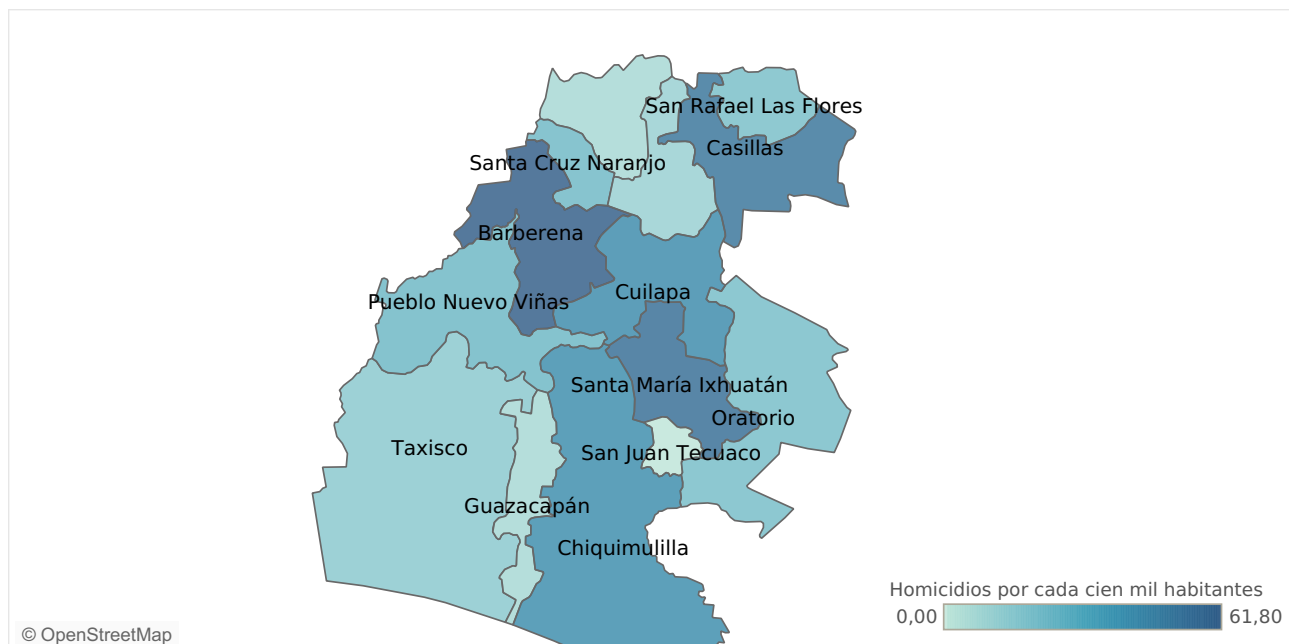 San Rafael Las Flores
Casillas
Santa Cruz Naranjo
Barberena
Cuilapa
Pueblo Nuevo Viñas
Santa María Ixhuatán
Oratorio
Taxisco
San Juan Tecuaco
Guazacapán
Chiquimulilla
Homicidios por cada cien mil habitantes
0,00 61,80
© OpenStreetMap